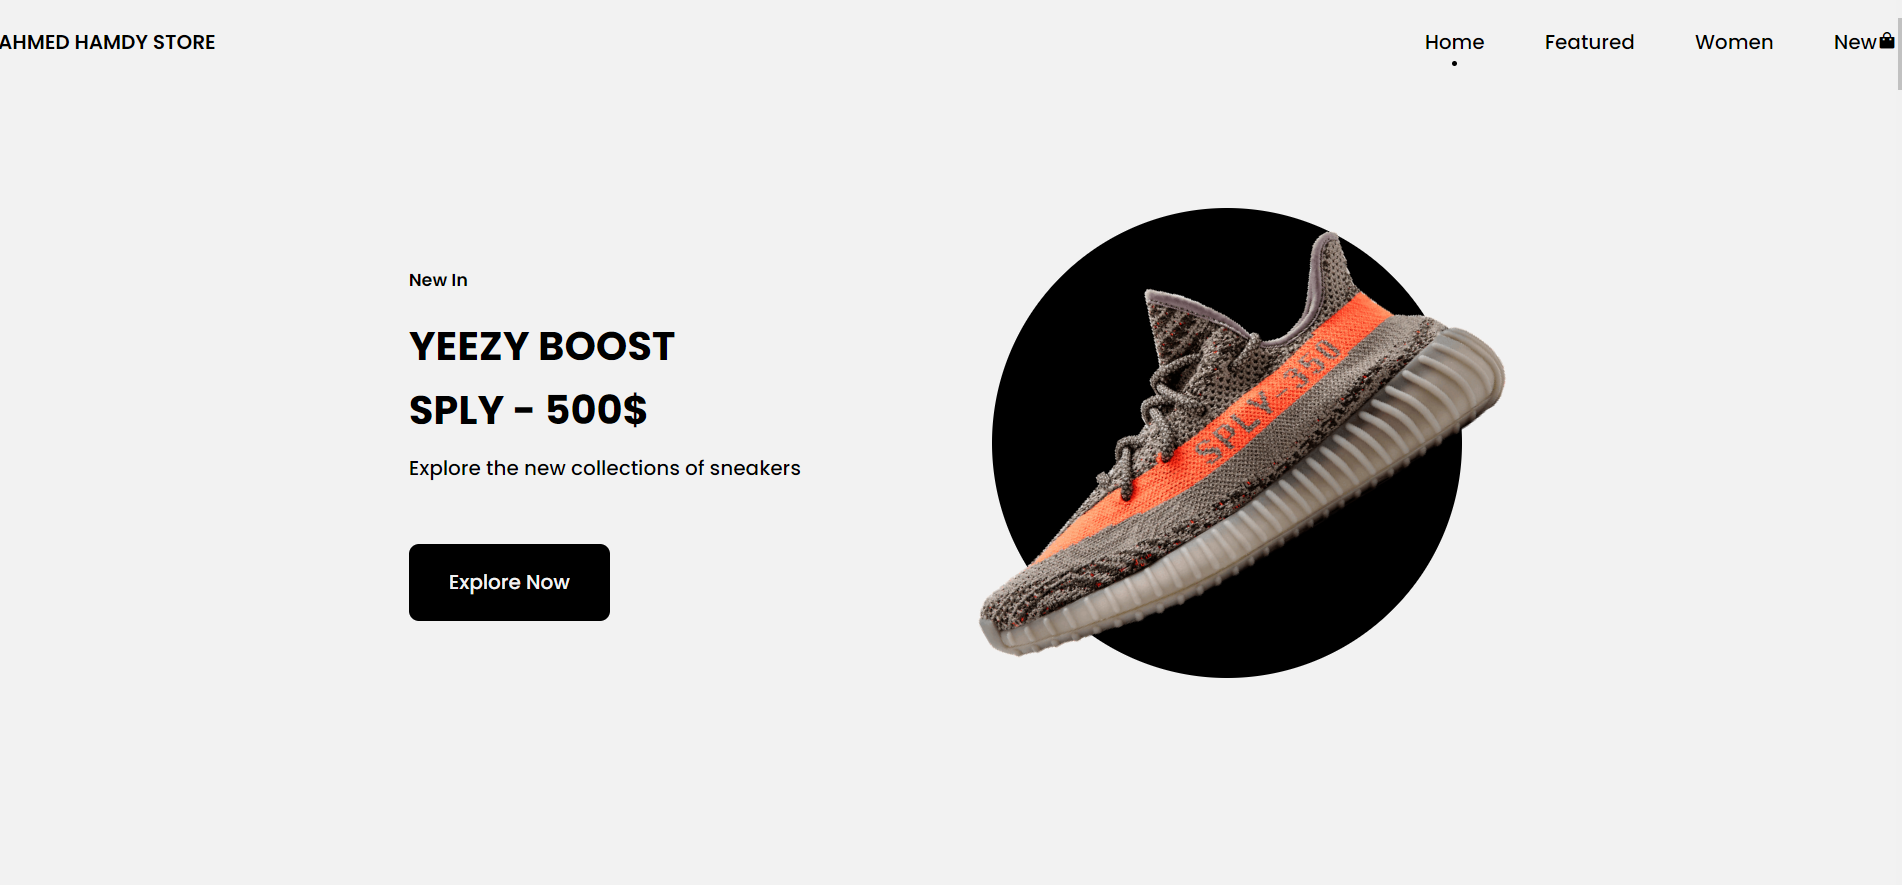 AHMED HAMDY STORE
Home Featured Women New
New In
YEEZY BOOST
SPLY - 500$
Explore the new collections of sneakers
Explore Now
SPLY-350